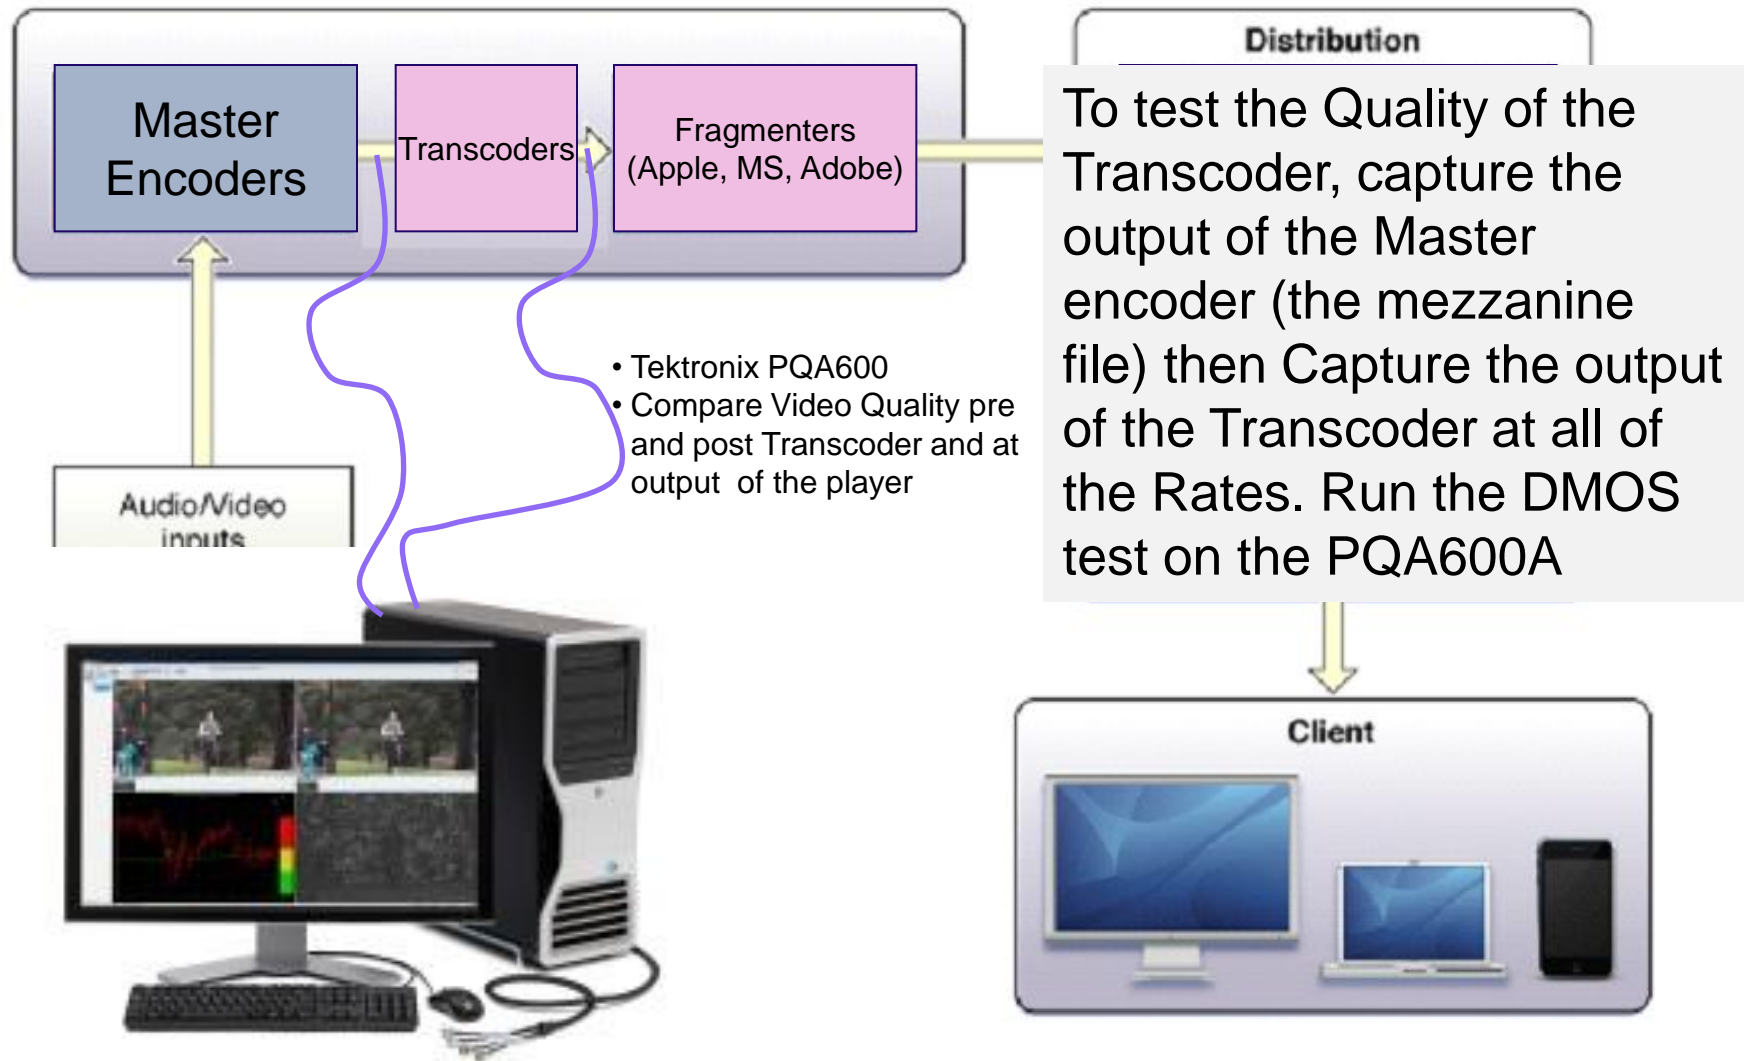 Master
Encoders
Transcoders
Fragmenters
(Apple, MS, Adobe)
Distribution
To test the Quality of the
Transcoder, capture the
output of the Master
encoder (the mezzanine
file) then Capture the output
of the Transcoder at all of
the Rates. Run the DMOS
test on the PQA600A
• Tektronix PQA600
• Compare Video Quality pre
and post Transcoder and at
output of the player
Audio/Video
inputs
Client